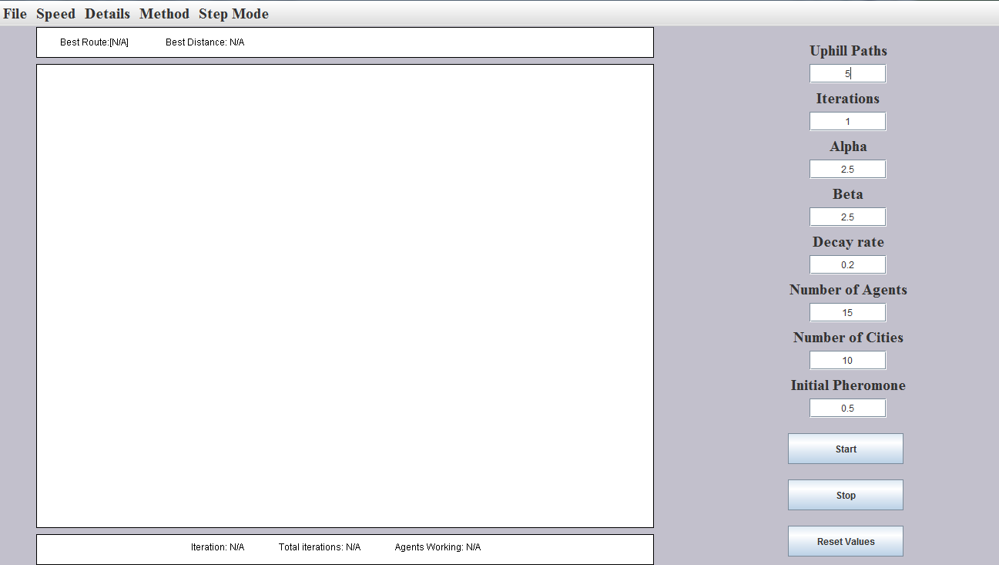 File Speed Details Method Step Mode
Best Route:[N/A] Best Distance: N/A
Uphill Paths
5
Iterations
1
Alpha
2.5
Beta
2.5
Decay rate
0.2
Number of Agents
15
Number of Cities
10
Initial Pheromone
0.5
Start
Stop
Reset Values
Iteration: N/A Total iterations: N/A Agents Working: N/A